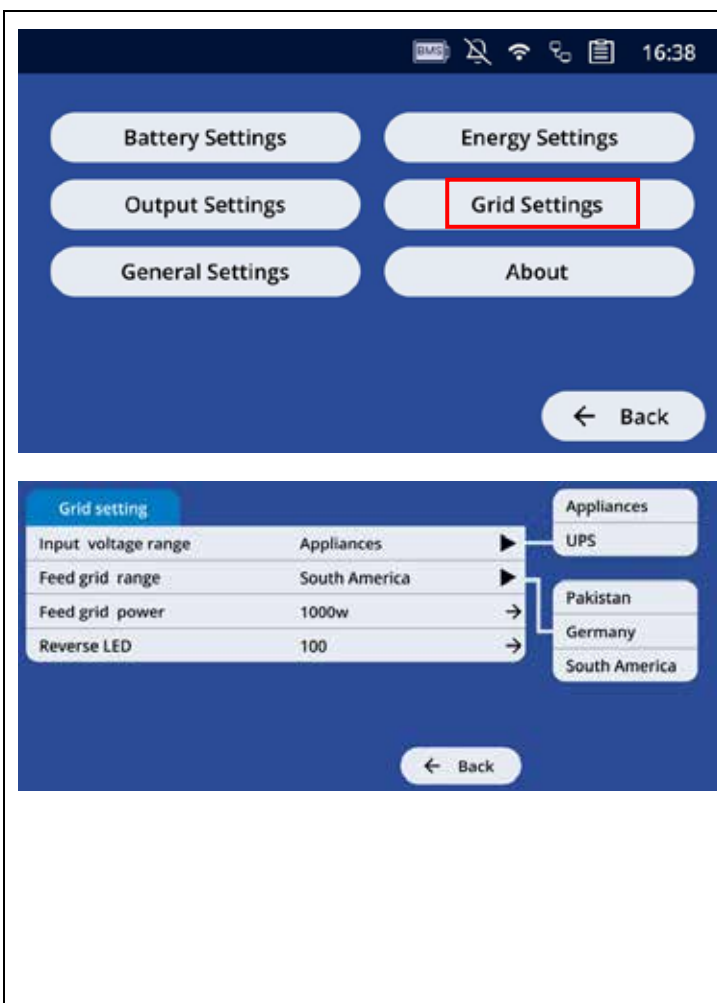 BMS 16:38
Battery Settings Energy Settings
Output Settings Grid Settings
General Settings About
← Back
Grid setting
Input voltage range Appliances ▶
Feed grid range South America ▶
Feed grid power 1000w →
Reverse LED 100 →
Appliances
UPS
Pakistan
Germany
South America
← Back